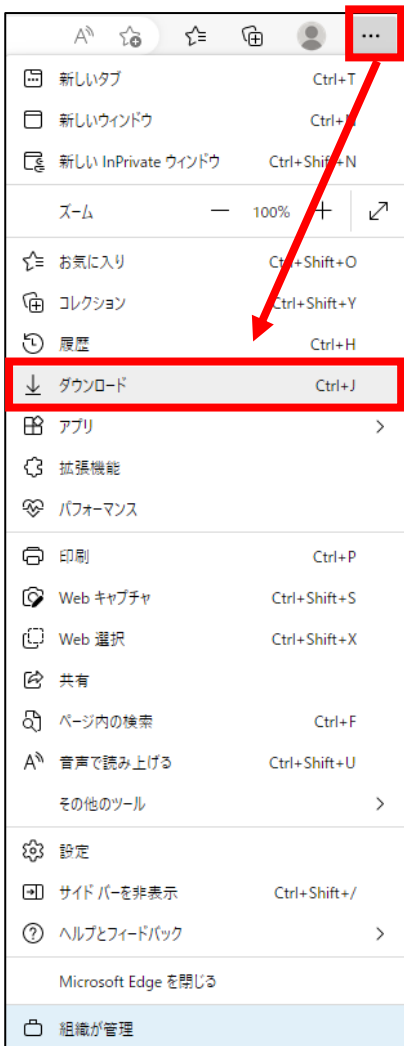 新しいタブ Ctrl+T
新しいウィンドウ Ctrl+N
新しい InPrivate ウィンドウ Ctrl+Shift+N
ズーム 100%
お気に入り Ctrl+Shift+O
コレクション Ctrl+Shift+Y
履歴 Ctrl+H
ダウンロード Ctrl+J
アプリ
拡張機能
パフォーマンス
印刷 Ctrl+P
Web キャプチャ Ctrl+Shift+S
Web 選択 Ctrl+Shift+X
共有
ページ内の検索 Ctrl+F
音声で読み上げる Ctrl+Shift+U
その他のツール
設定
サイド バーを非表示 Ctrl+Shift+/
ヘルプとフィードバック
Microsoft Edge を閉じる
組織が管理